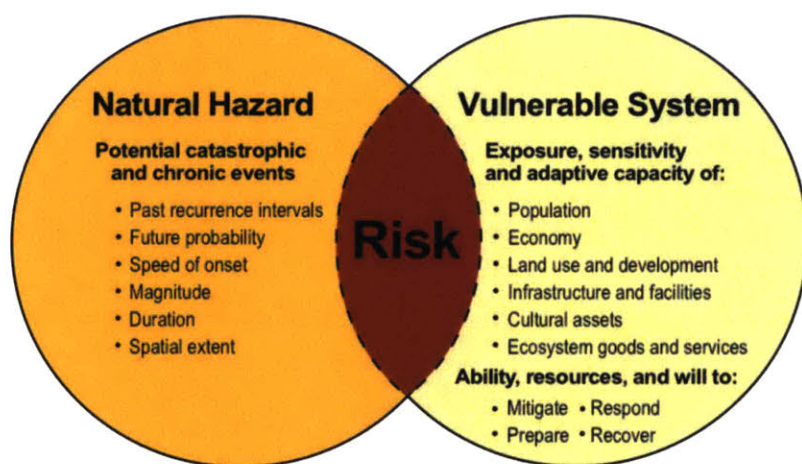 Natural Hazard
Potential catastrophic
and chronic events
• Past recurrence intervals
• Future probability
• Speed of onset
• Magnitude
• Duration
• Spatial extent
Risk
Vulnerable System
Exposure, sensitivity
and adaptive capacity of:
• Population
• Economy
• Land use and development
• Infrastructure and facilities
• Cultural assets
• Ecosystem goods and services
Ability, resources, and will to:
• Mitigate • Respond
• Prepare • Recover